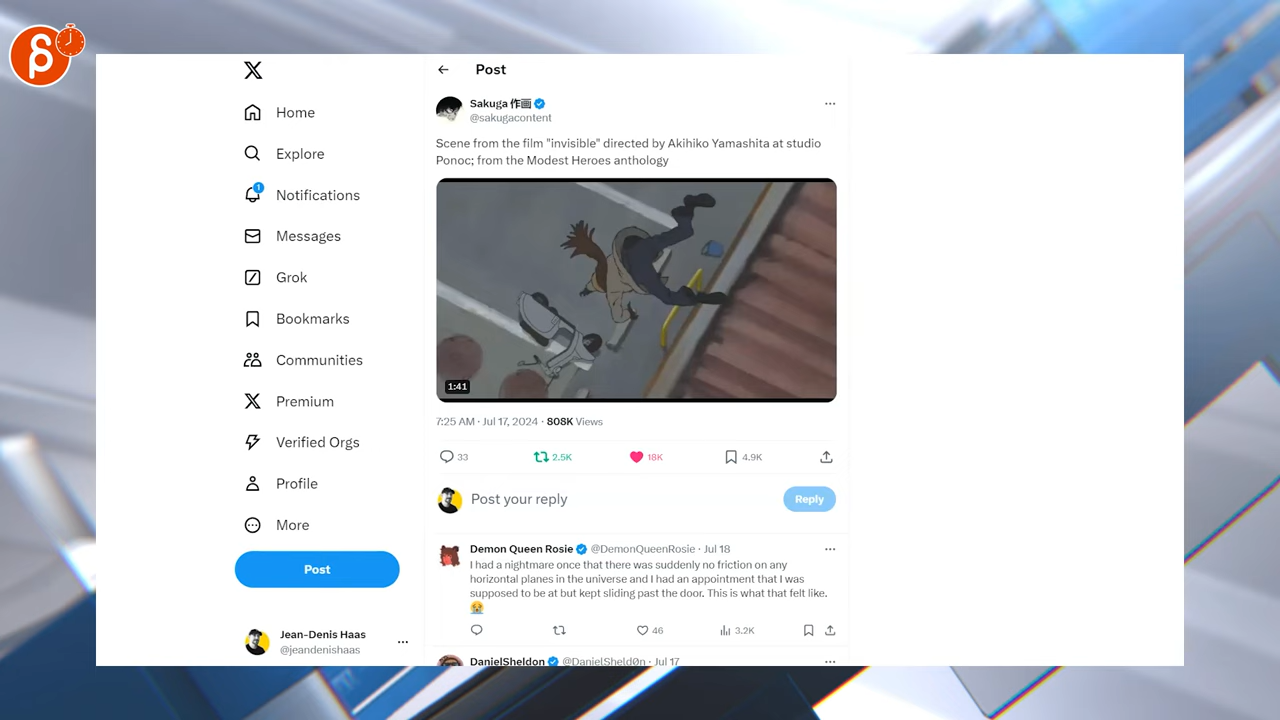 Post
Sakuga 作画
@sakugacontent
Scene from the film "invisible" directed by Akihiko Yamashita at studio
Ponoc; from the Modest Heroes anthology
1:41
7:25 AM · Jul 17, 2024 · 808K Views
33
2.5K
18K
4.9K
Post your reply
Reply
Demon Queen Rosie @DemonQueenRosie · Jul 18
I had a nightmare once that there was suddenly no friction on any
horizontal planes in the universe and I had an appointment that I was
supposed to be at but kept sliding past the door. This is what that felt like.
😭
46
3.2K
DanielSheldon @DanielSheld0n · Jul 17
Home
Explore
1
Notifications
Messages
Grok
Bookmarks
Communities
Premium
Verified Orgs
Profile
More
Post
Jean-Denis Haas
@jeandenishaas